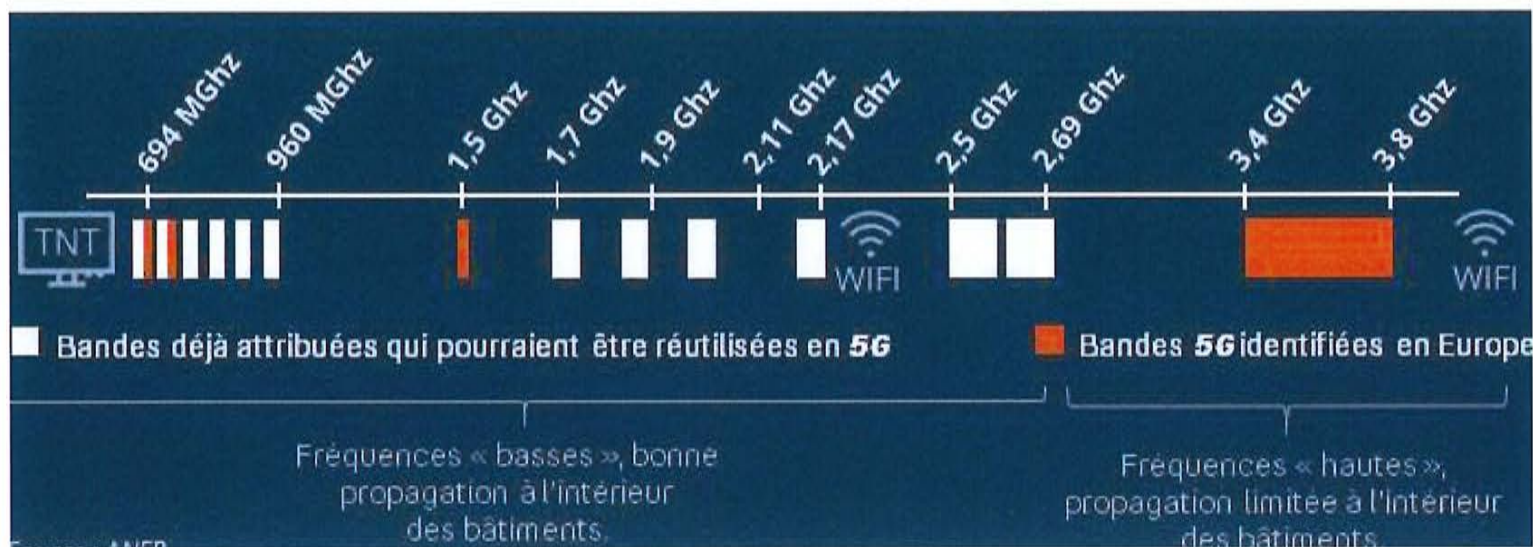 694 MGhz
960 MGhz
1,5 Ghz
1,7 Ghz
1,9 Ghz
2,11 Ghz
2,17 Ghz
2,5 Ghz
2,69 Ghz
3,4 Ghz
3,8 Ghz
TNT
WIFI
WIFI
Bandes déjà attribuées qui pourraient être réutilisées en 5G
Bandes 5G identifiées en Europe
Fréquences « basses », bonne
propagation à l'intérieur
des bâtiments.
Fréquences « hautes »,
propagation limitée à l'intérieur
des bâtiments.